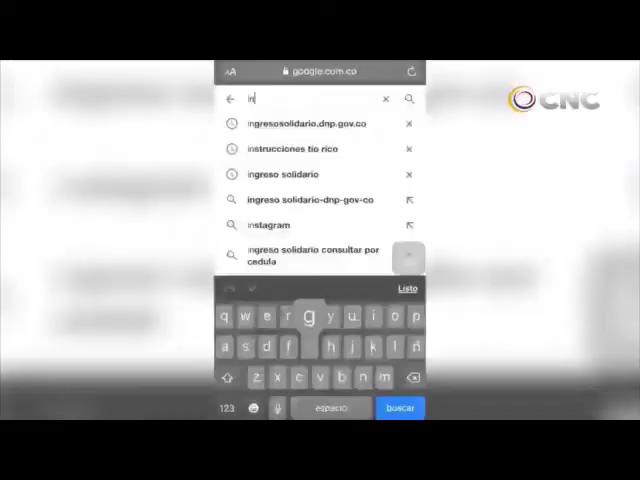 CNC
AA google.com.co
in
ingresosolidario.dnp.gov.co
instrucciones tio rico
ingreso solidario
ingreso solidario-dnp-gov-co
instagram
ingreso solidario consultar por
cedula
Listo
q w e r g y u i o p
a s d f h j k l ñ
z x c v b n m
123 espacio buscar